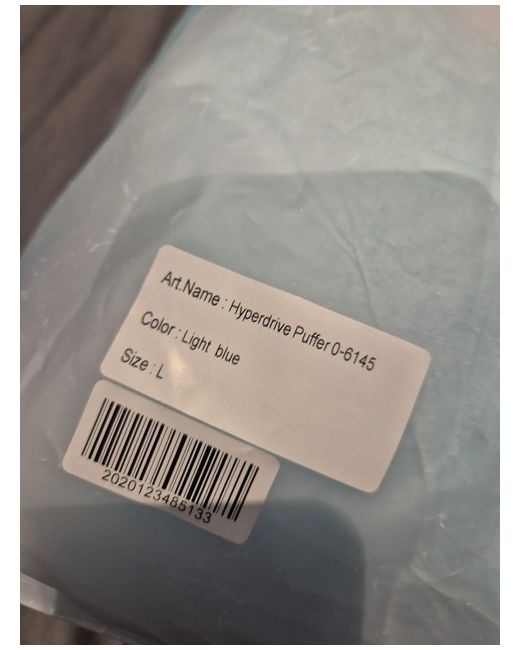 Art.Name : Hyperdrive Puffer 0-6145
Color : Light blue
Size : L
2020123485133